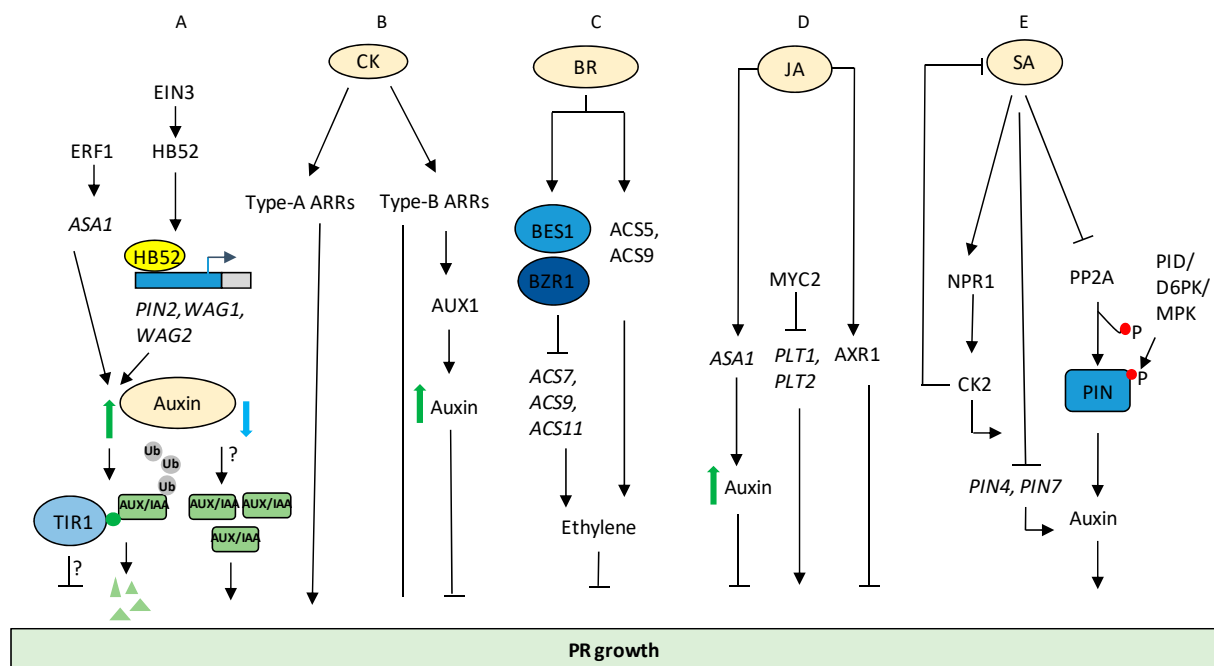 A
EIN3
ERF1
HB52
ASA1
HB52
PIN2,WAG1,
WAG2
Auxin
?
Ub
Ub
Ub
TIR1
AUX/IAA
AUX/IAA
AUX/IAA
AUX/IAA
?
B
CK
Type-A ARRs
Type-B ARRs
AUX1
Auxin
C
BR
BES1
BZR1
ACS5,
ACS9
ACS7,
ACS9,
ACS11
Ethylene
D
JA
MYC2
ASA1
PLT1,
PLT2
AXR1
Auxin
E
SA
NPR1
PP2A
PID/
D6PK/
MPK
P
P
CK2
PIN
PIN4, PIN7
Auxin
PR growth